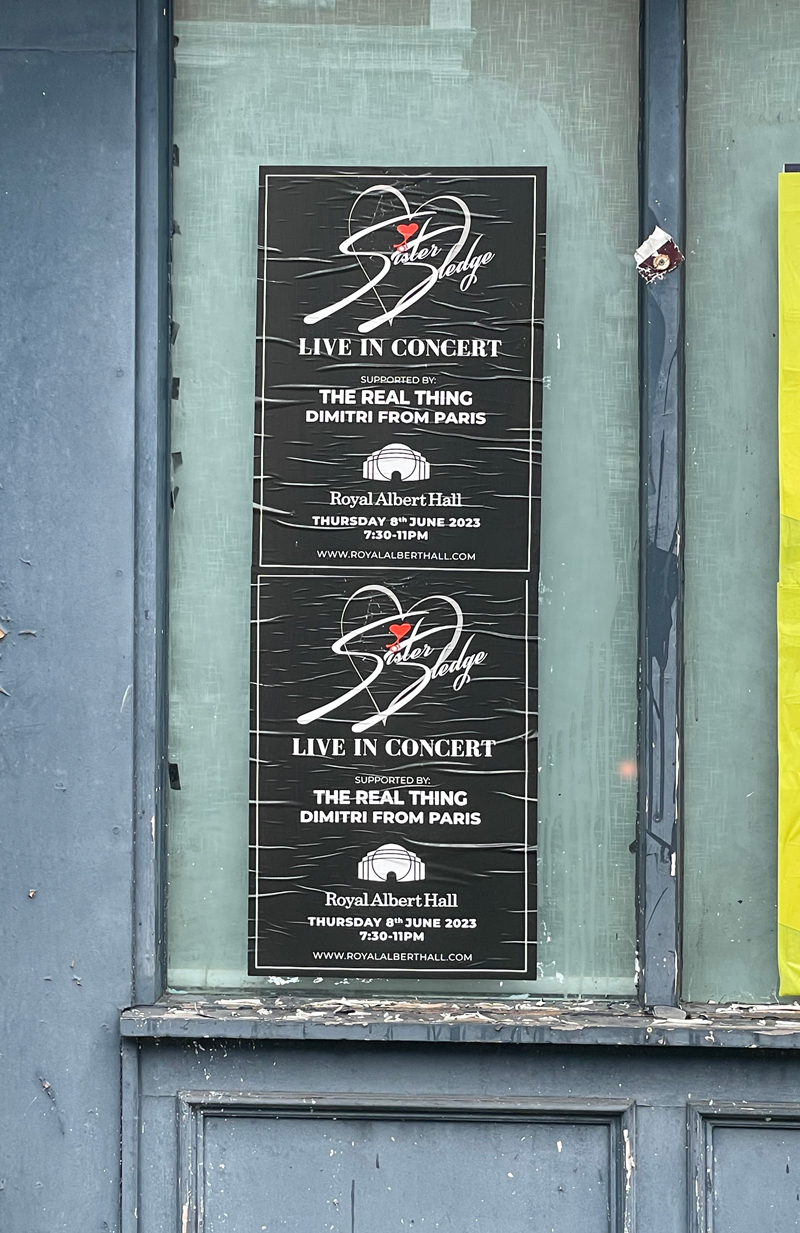 Sister Sledge
LIVE IN CONCERT
SUPPORTED BY:
THE REAL THING
DIMITRI FROM PARIS
Royal Albert Hall
THURSDAY 8th JUNE 2023
7:30-11PM
WWW.ROYALALBERTHALL.COM
Sister Sledge
LIVE IN CONCERT
SUPPORTED BY:
THE REAL THING
DIMITRI FROM PARIS
Royal Albert Hall
THURSDAY 8th JUNE 2023
7:30-11PM
WWW.ROYALALBERTHALL.COM